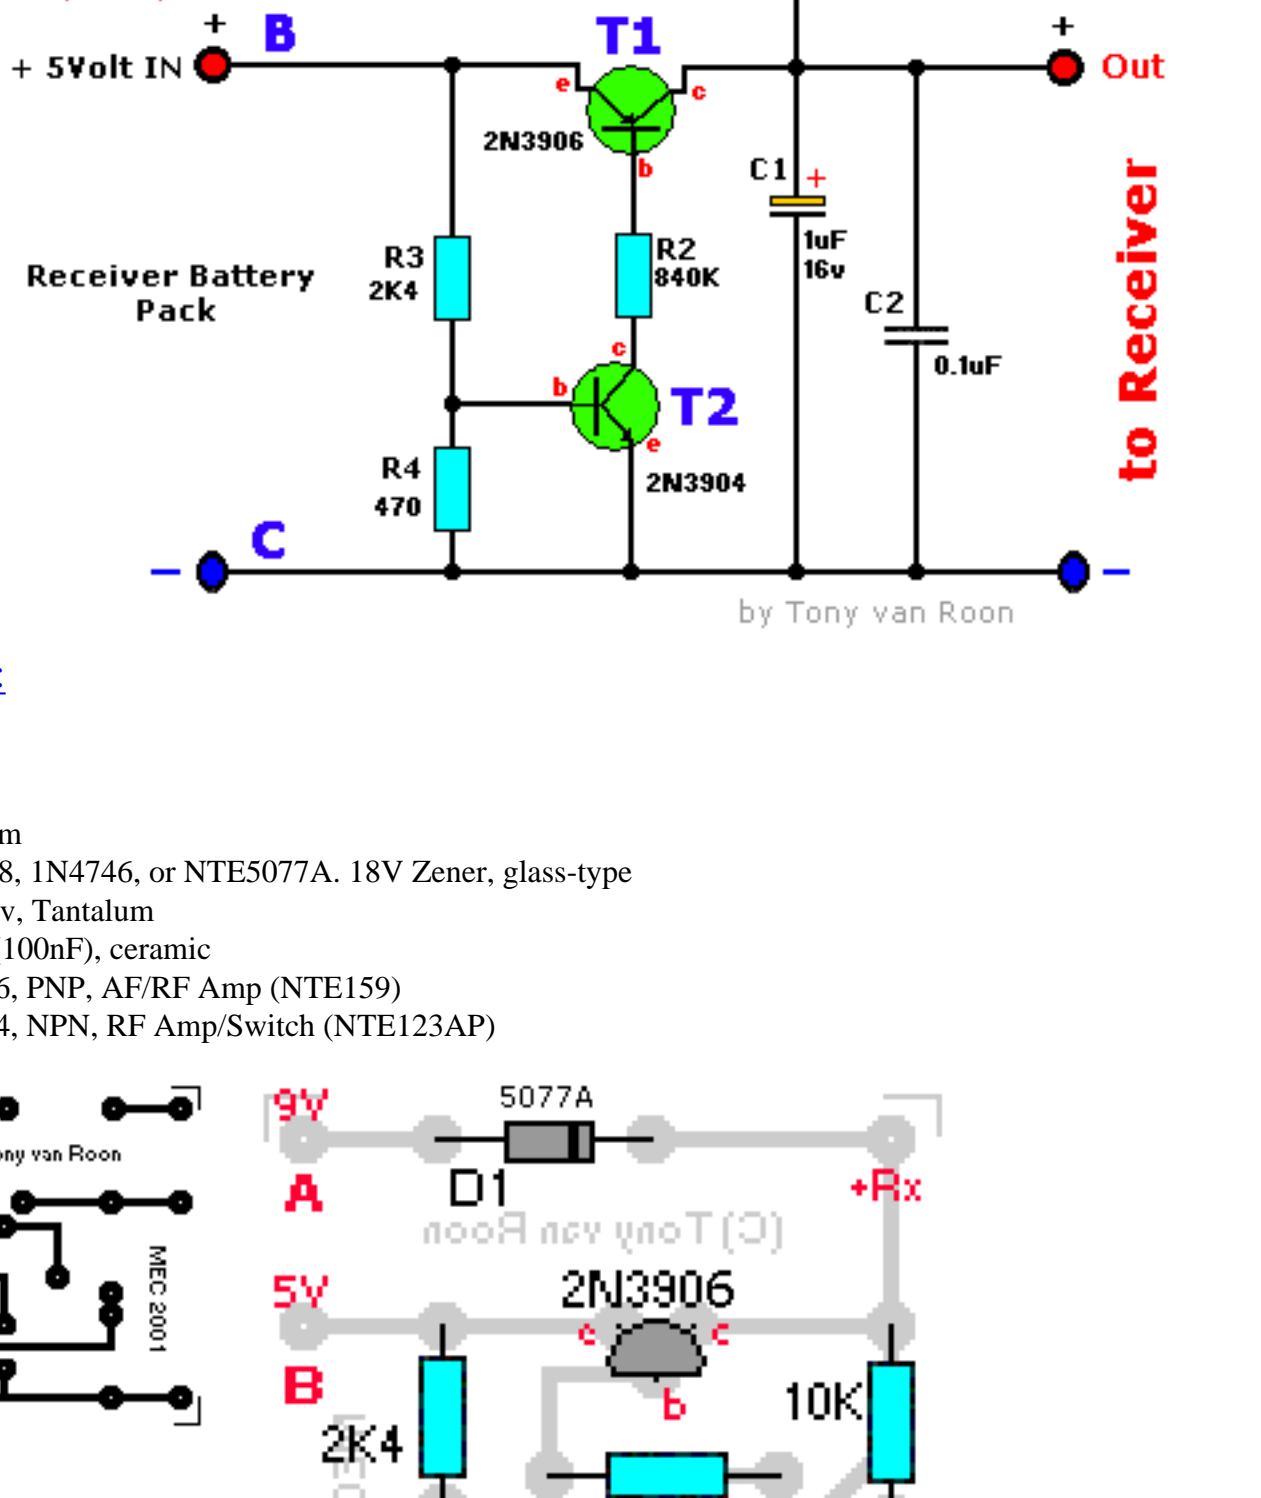 +
B
T1
+
+ 5Volt IN
Out
e
c
2N3906
b
C1
+
1uF
16v
R3
2K4
R2
840K
Receiver Battery
Pack
C2
0.1uF
to Receiver
c
b
T2
e
2N3904
R4
470
C
−
−
by Tony van Roon
:
m
8, 1N4746, or NTE5077A. 18V Zener, glass-type
v, Tantalum
(100nF), ceramic
6, PNP, AF/RF Amp (NTE159)
4, NPN, RF Amp/Switch (NTE123AP)
9V
5077A
ony van Roon
A
D1
+Rx
(C) Tony van Roon
MEC 2001
5V
2N3906
e
c
B
b
10K
2K4